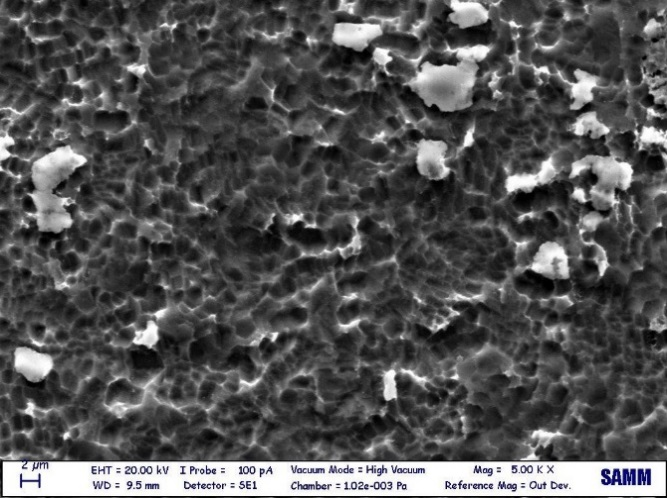 2 µm
EHT = 20.00 kV I Probe = 100 pA Vacuum Mode = High Vacuum Mag = 5.00 K X
WD = 9.5 mm Detector = SE1 Chamber = 1.02e-003 Pa Reference Mag = Out Dev.
SAMM